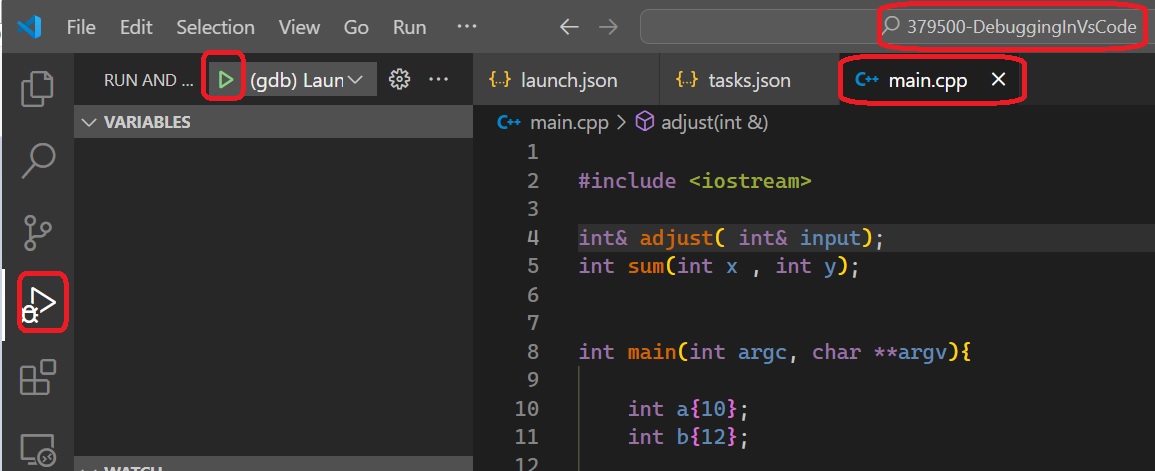 File Edit Selection View Go Run ··· 379500-DebuggingInVsCode
RUN AND ... (gdb) Laun ···
{..} launch.json {..} tasks.json C++ main.cpp
VARIABLES
C++ main.cpp > adjust(int &)
1
2 #include <iostream>
3
4 int& adjust( int& input);
5 int sum(int x , int y);
6
7
8 int main(int argc, char **argv){
9
10 int a{10};
11 int b{12};
12
WATCH